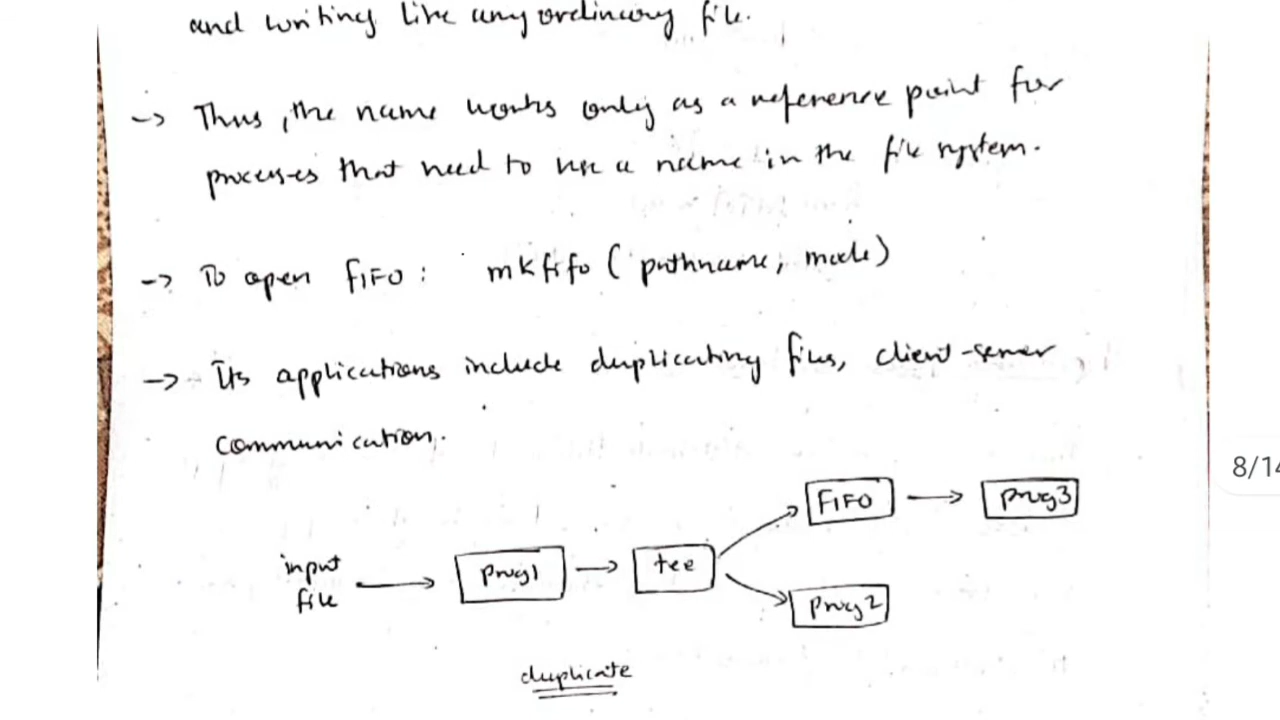 and writing like any ordinary file.
-> Thus, the name works only as a reference point for
processes that need to use a name in the file system.
-> To open FIFO : mkfifo ( pathname, mode)
-> Its applications include duplicating files, client-server
communication.
FIFO -> prog3
input file -> prog1 -> tee
prog2
duplicate
8/14